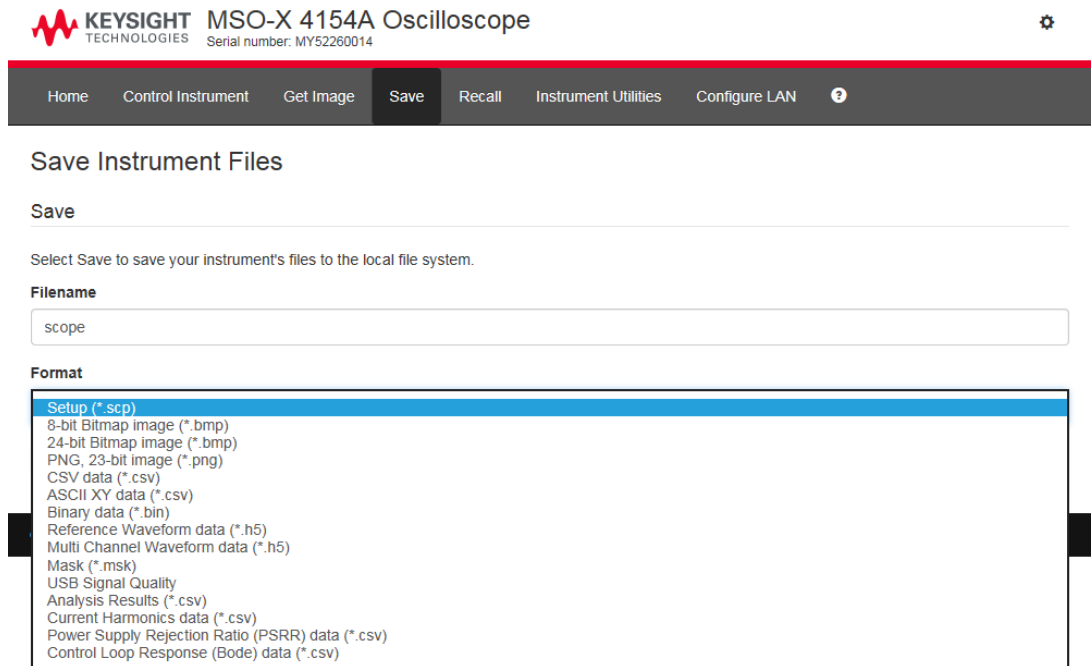 KEYSIGHT
TECHNOLOGIES
MSO-X 4154A Oscilloscope
Serial number: MY52260014
Home Control Instrument Get Image Save Recall Instrument Utilities Configure LAN ?
Save Instrument Files
Save
Select Save to save your instrument's files to the local file system.
Filename
scope
Format
Setup (*.scp)
8-bit Bitmap image (*.bmp)
24-bit Bitmap image (*.bmp)
PNG, 23-bit image (*.png)
CSV data (*.csv)
ASCII XY data (*.csv)
Binary data (*.bin)
Reference Waveform data (*.h5)
Multi Channel Waveform data (*.h5)
Mask (*.msk)
USB Signal Quality
Analysis Results (*.csv)
Current Harmonics data (*.csv)
Power Supply Rejection Ratio (PSRR) data (*.csv)
Control Loop Response (Bode) data (*.csv)